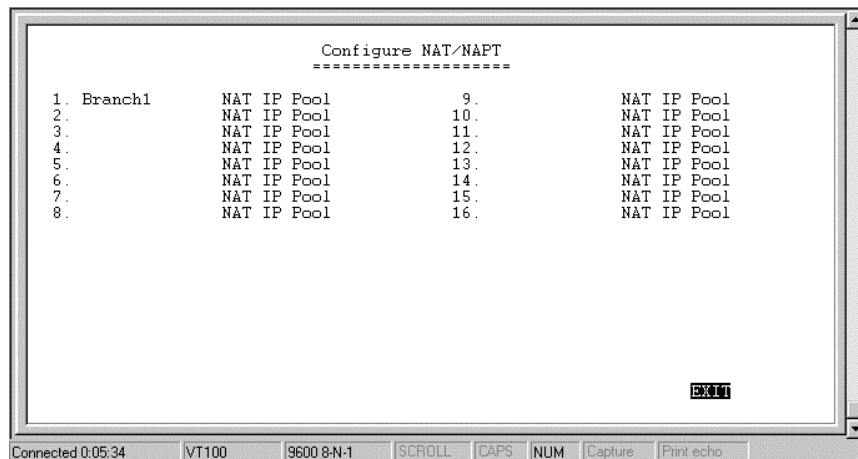 Configure NAT/NAPT
====================
1. Branch1 NAT IP Pool 9. NAT IP Pool
2. NAT IP Pool 10. NAT IP Pool
3. NAT IP Pool 11. NAT IP Pool
4. NAT IP Pool 12. NAT IP Pool
5. NAT IP Pool 13. NAT IP Pool
6. NAT IP Pool 14. NAT IP Pool
7. NAT IP Pool 15. NAT IP Pool
8. NAT IP Pool 16. NAT IP Pool
EXIT
Connected 0:05:34 VT100 9600 8-N-1 SCROLL CAPS NUM Capture Print echo